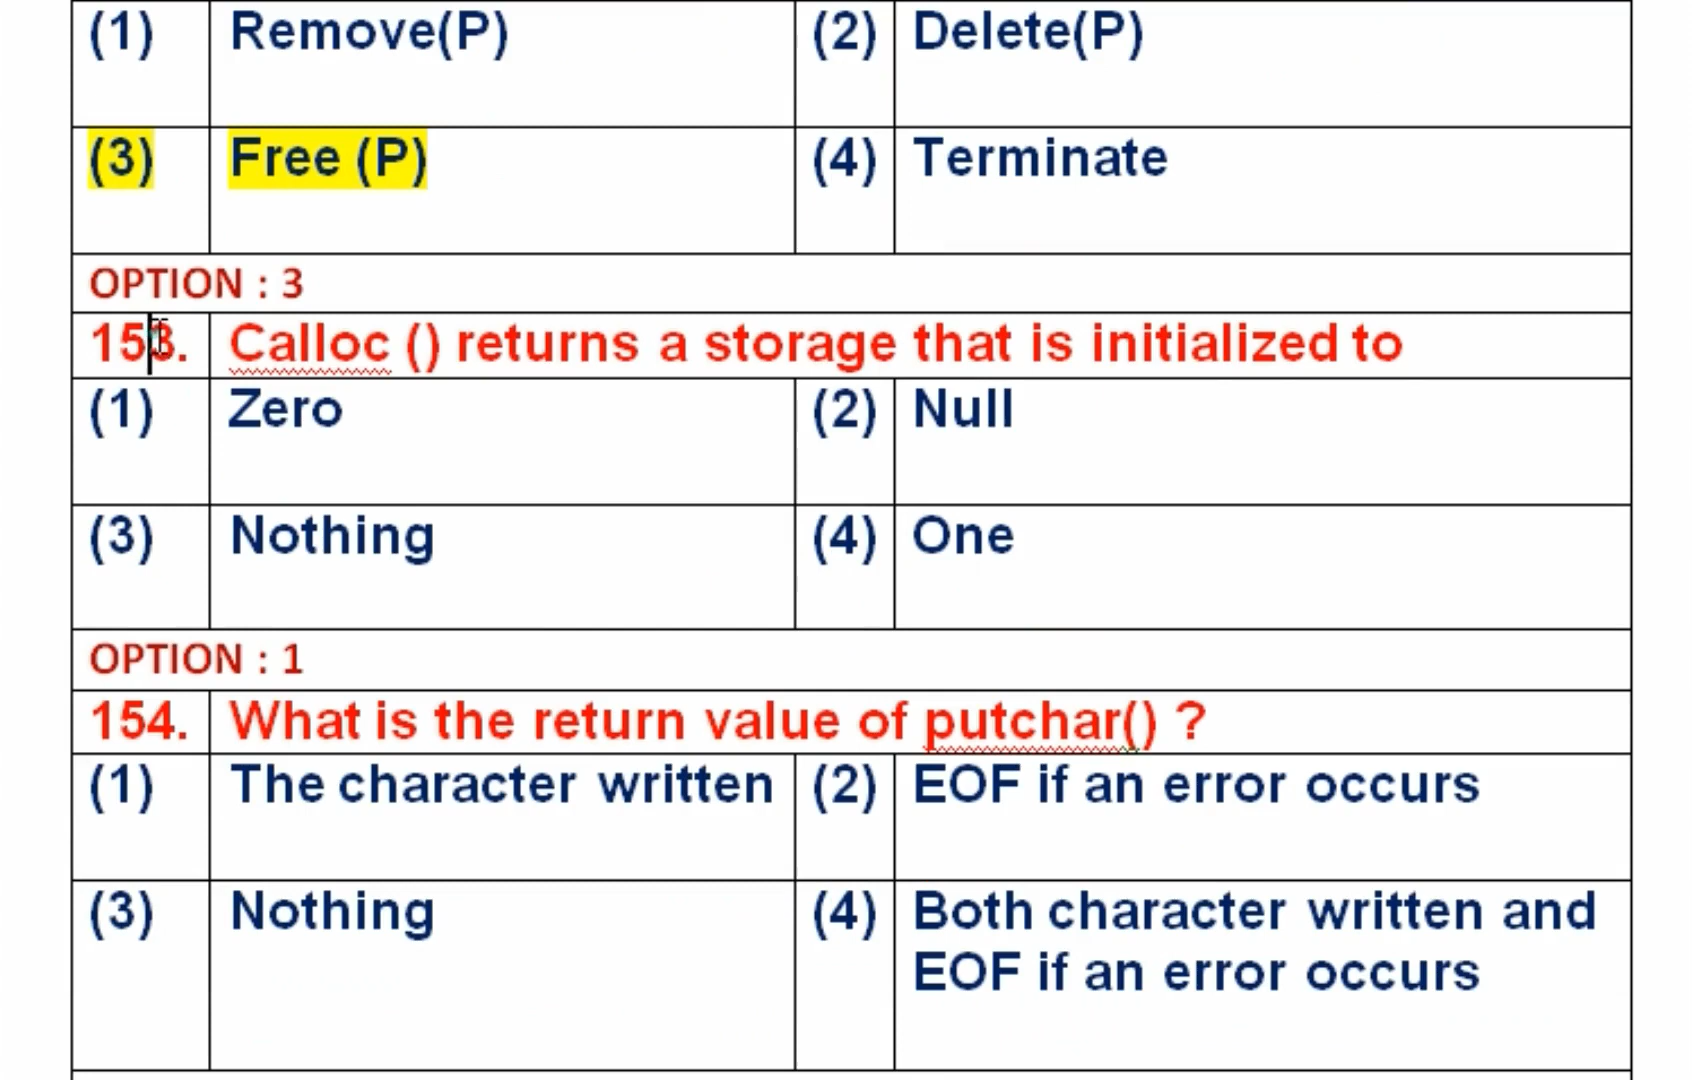 (1) Remove(P) (2) Delete(P)
(3) Free (P) (4) Terminate
OPTION : 3
153. Calloc () returns a storage that is initialized to
(1) Zero (2) Null
(3) Nothing (4) One
OPTION : 1
154. What is the return value of putchar() ?
(1) The character written (2) EOF if an error occurs
(3) Nothing (4) Both character written and
EOF if an error occurs